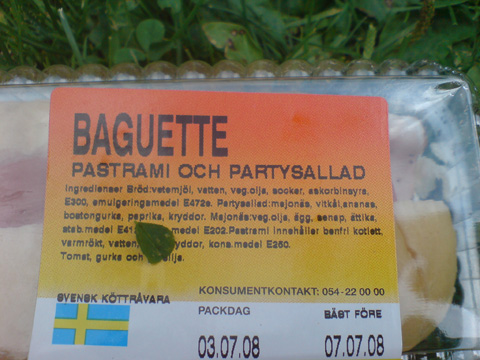 BAGUETTE
PASTRAMI OCH PARTYSALLAD
Ingredienser Bröd:vetemjöl, vatten, veg.olja, socker, askorbinsyra,
E300, emulgeringsmedel E472e. Partysallad:majonäs, vitkål,ananas,
bostongurka, paprika, kryddor. Majonäs:veg.olja, ägg, senap, ättika,
stab.medel medel E202.Pastrami innehåller benfri kotlett,
varmrökt, vatten, kryddor, kons.medel E250.
Tomat, gurka och
KONSUMENTKONTAKT: 054-22 00 00
SVENSK KÖTTRÅVARA
PACKDAG BÄST FÖRE
03.07.08 07.07.08